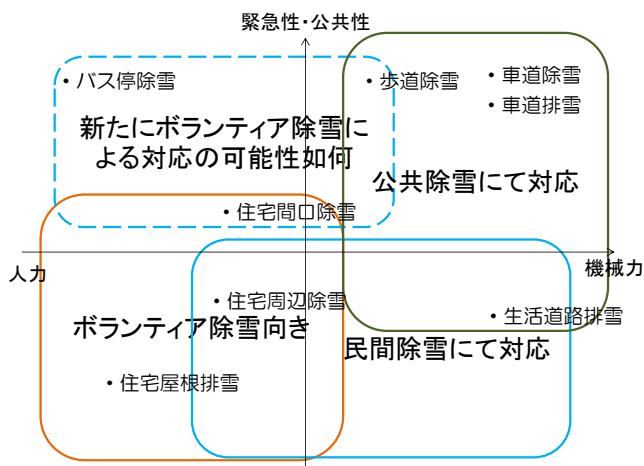 緊急性・公共性
・バス停除雪
・歩道除雪
・車道除雪
・車道排雪
新たにボランティア除雪に
よる対応の可能性如何
公共除雪にて対応
・住宅間口除雪
人力
機械力
・住宅周辺除雪
・生活道路排雪
ボランティア除雪向き
民間除雪にて対応
・住宅屋根排雪